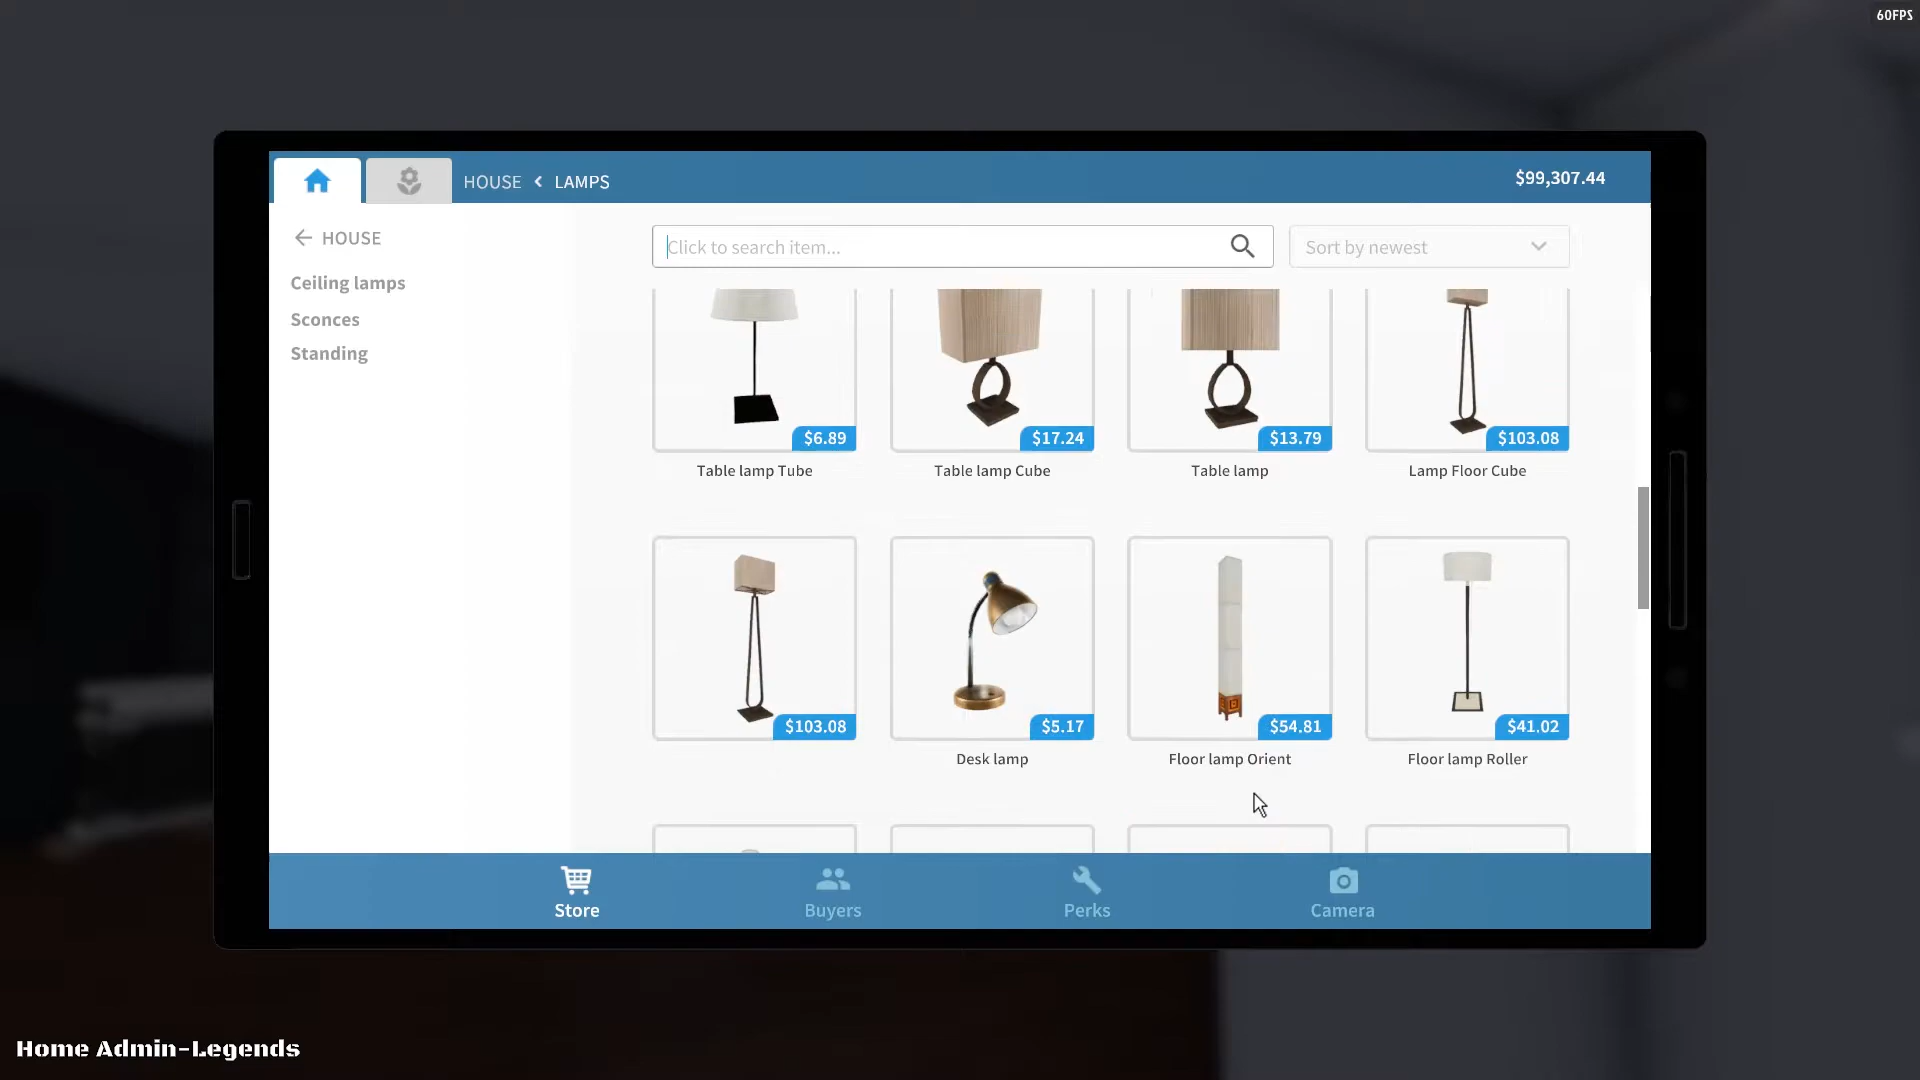 60FPS
HOUSE < LAMPS
$99,307.44
HOUSE
Click to search item...
Sort by newest
Ceiling lamps
Sconces
Standing
$6.89
$17.24
$13.79
$103.08
Table lamp Tube
Table lamp Cube
Table lamp
Lamp Floor Cube
$103.08
$5.17
$54.81
$41.02
Desk lamp
Floor lamp Orient
Floor lamp Roller
Store
Buyers
Perks
Camera
Home Admin-Legends